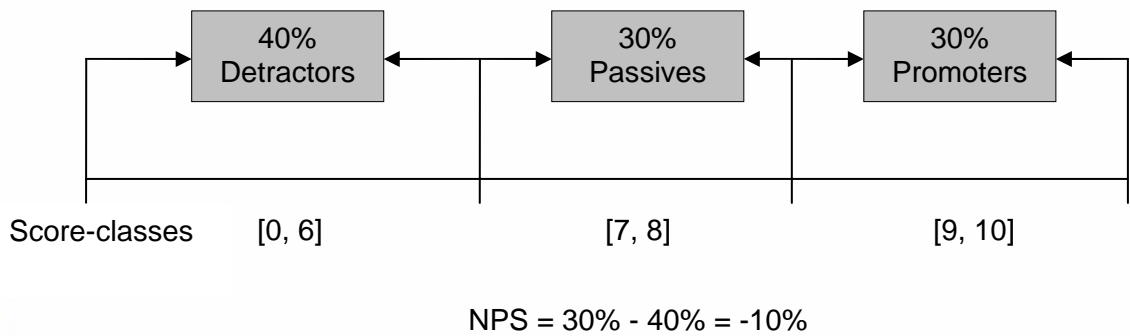 40%
Detractors
30%
Passives
30%
Promoters
Score-classes [0, 6] [7, 8] [9, 10]
NPS = 30% - 40% = -10%